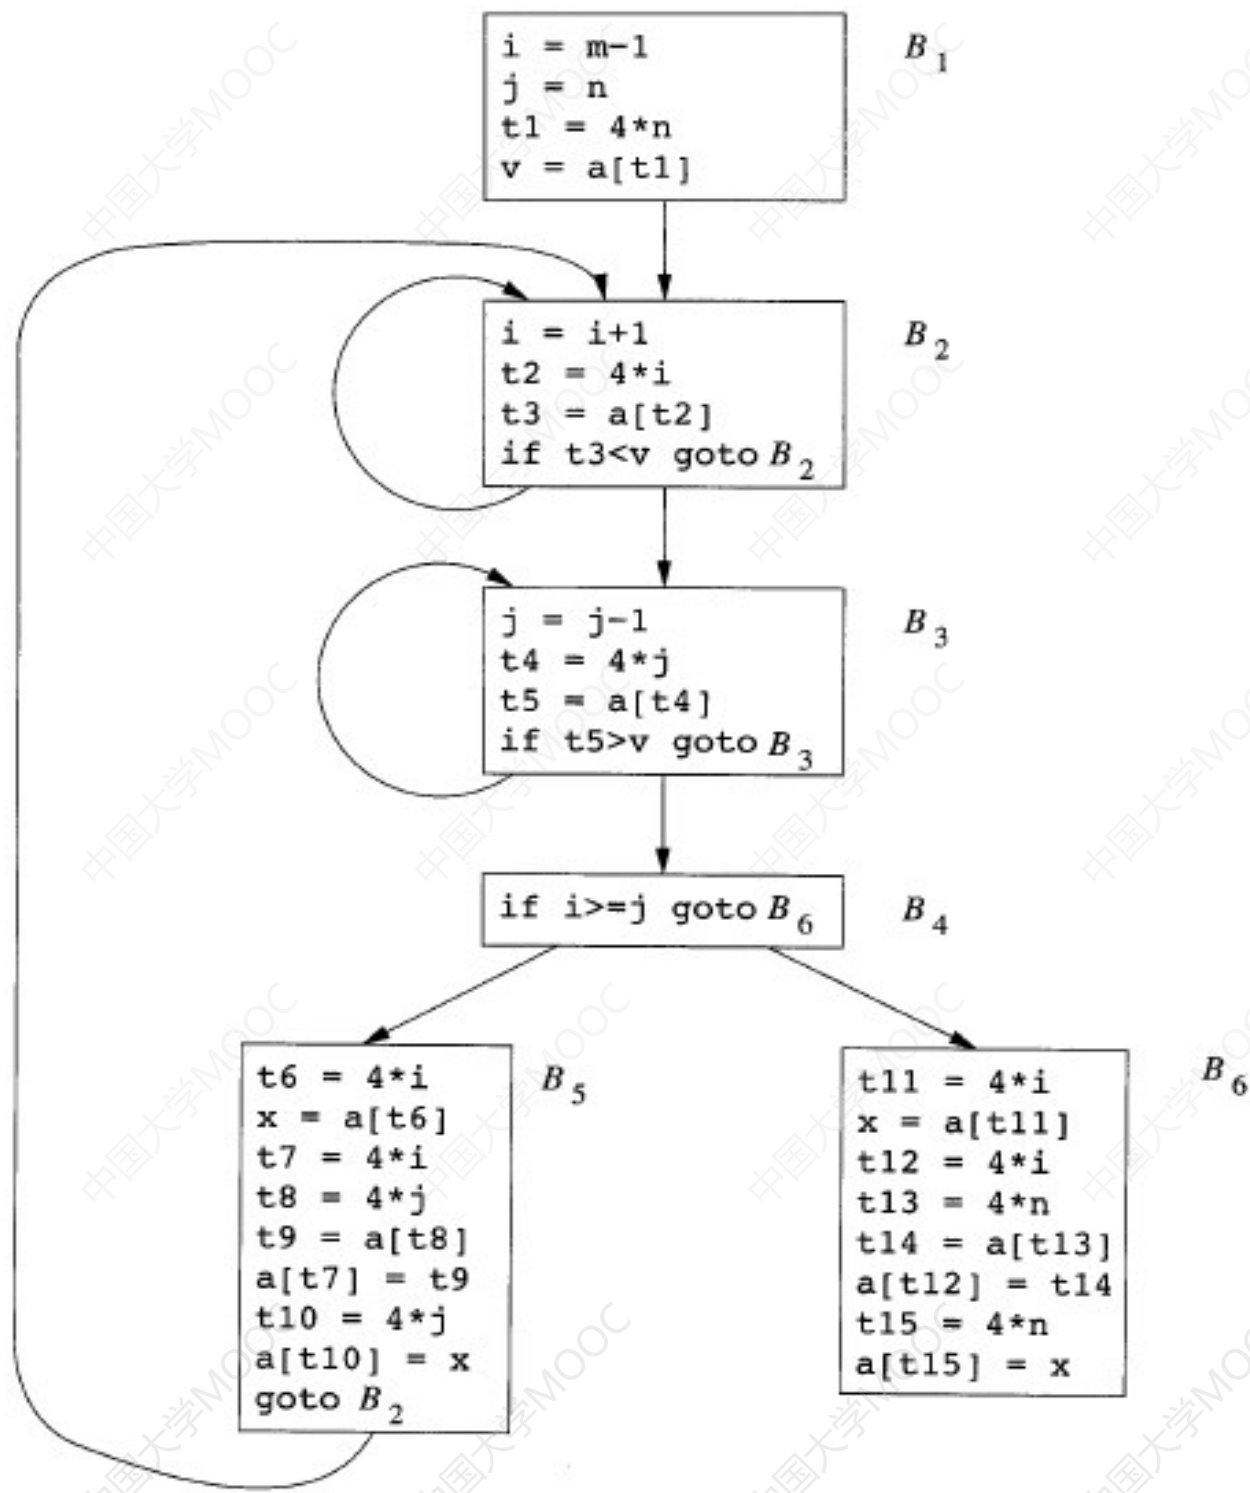 i = m-1
j = n
t1 = 4*n
v = a[t1]
B1
i = i+1
t2 = 4*i
t3 = a[t2]
if t3<v goto B2
B2
j = j-1
t4 = 4*j
t5 = a[t4]
if t5>v goto B3
B3
if i>=j goto B6
B4
t6 = 4*i
x = a[t6]
t7 = 4*i
t8 = 4*j
t9 = a[t8]
a[t7] = t9
t10 = 4*j
a[t10] = x
goto B2
B5
t11 = 4*i
x = a[t11]
t12 = 4*i
t13 = 4*n
t14 = a[t13]
a[t12] = t14
t15 = 4*n
a[t15] = x
B6
中国大学MOOC